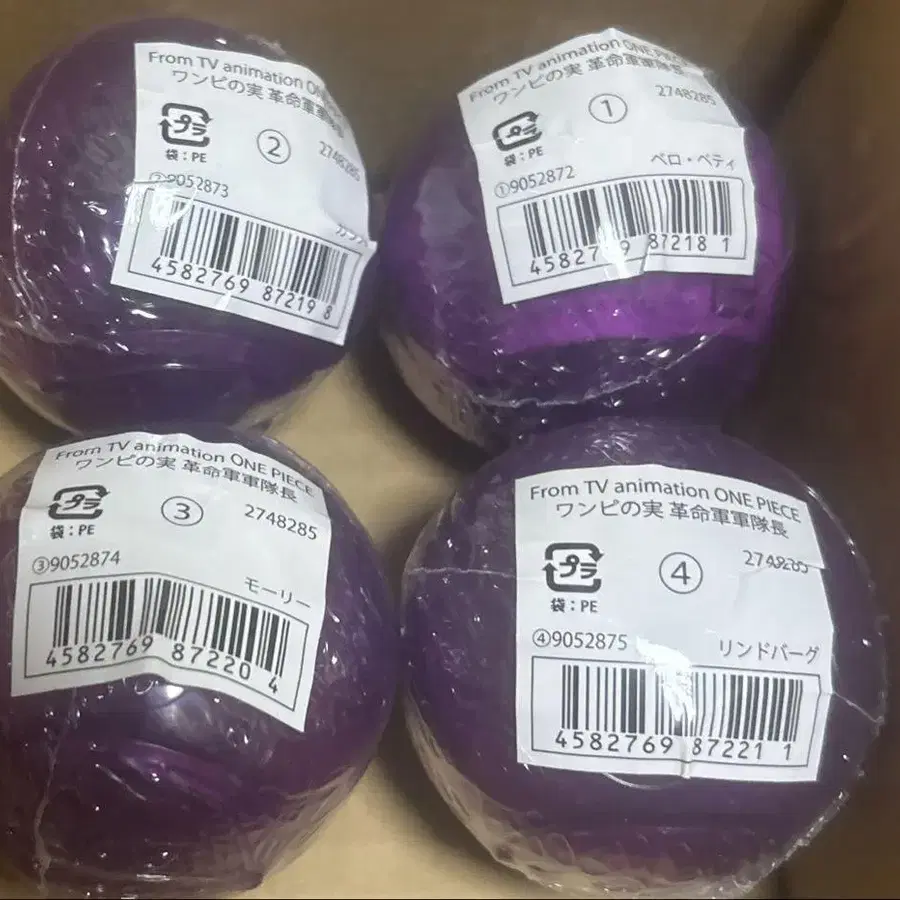 From TV animation ON
ワンピの実 革命軍軍隊長
プラ
袋：PE
②
2748285
②9052873
カラス
4582769 87219 8
From TV animation ONE PIECE
ワンピの実 革命軍軍隊長
プラ
袋：PE
①
2748285
①9052872
ベロ・ベティ
4582769 87218 1
From TV animation ONE PIECE
ワンピの実 革命軍軍隊長
プラ
袋：PE
③
2748285
③9052874
モーリー
4582769 87220 4
From TV animation ONE PIECE
ワンピの実 革命軍軍隊長
プラ
袋：PE
④
2748285
④9052875
リンドバーグ
4582769 87221 1